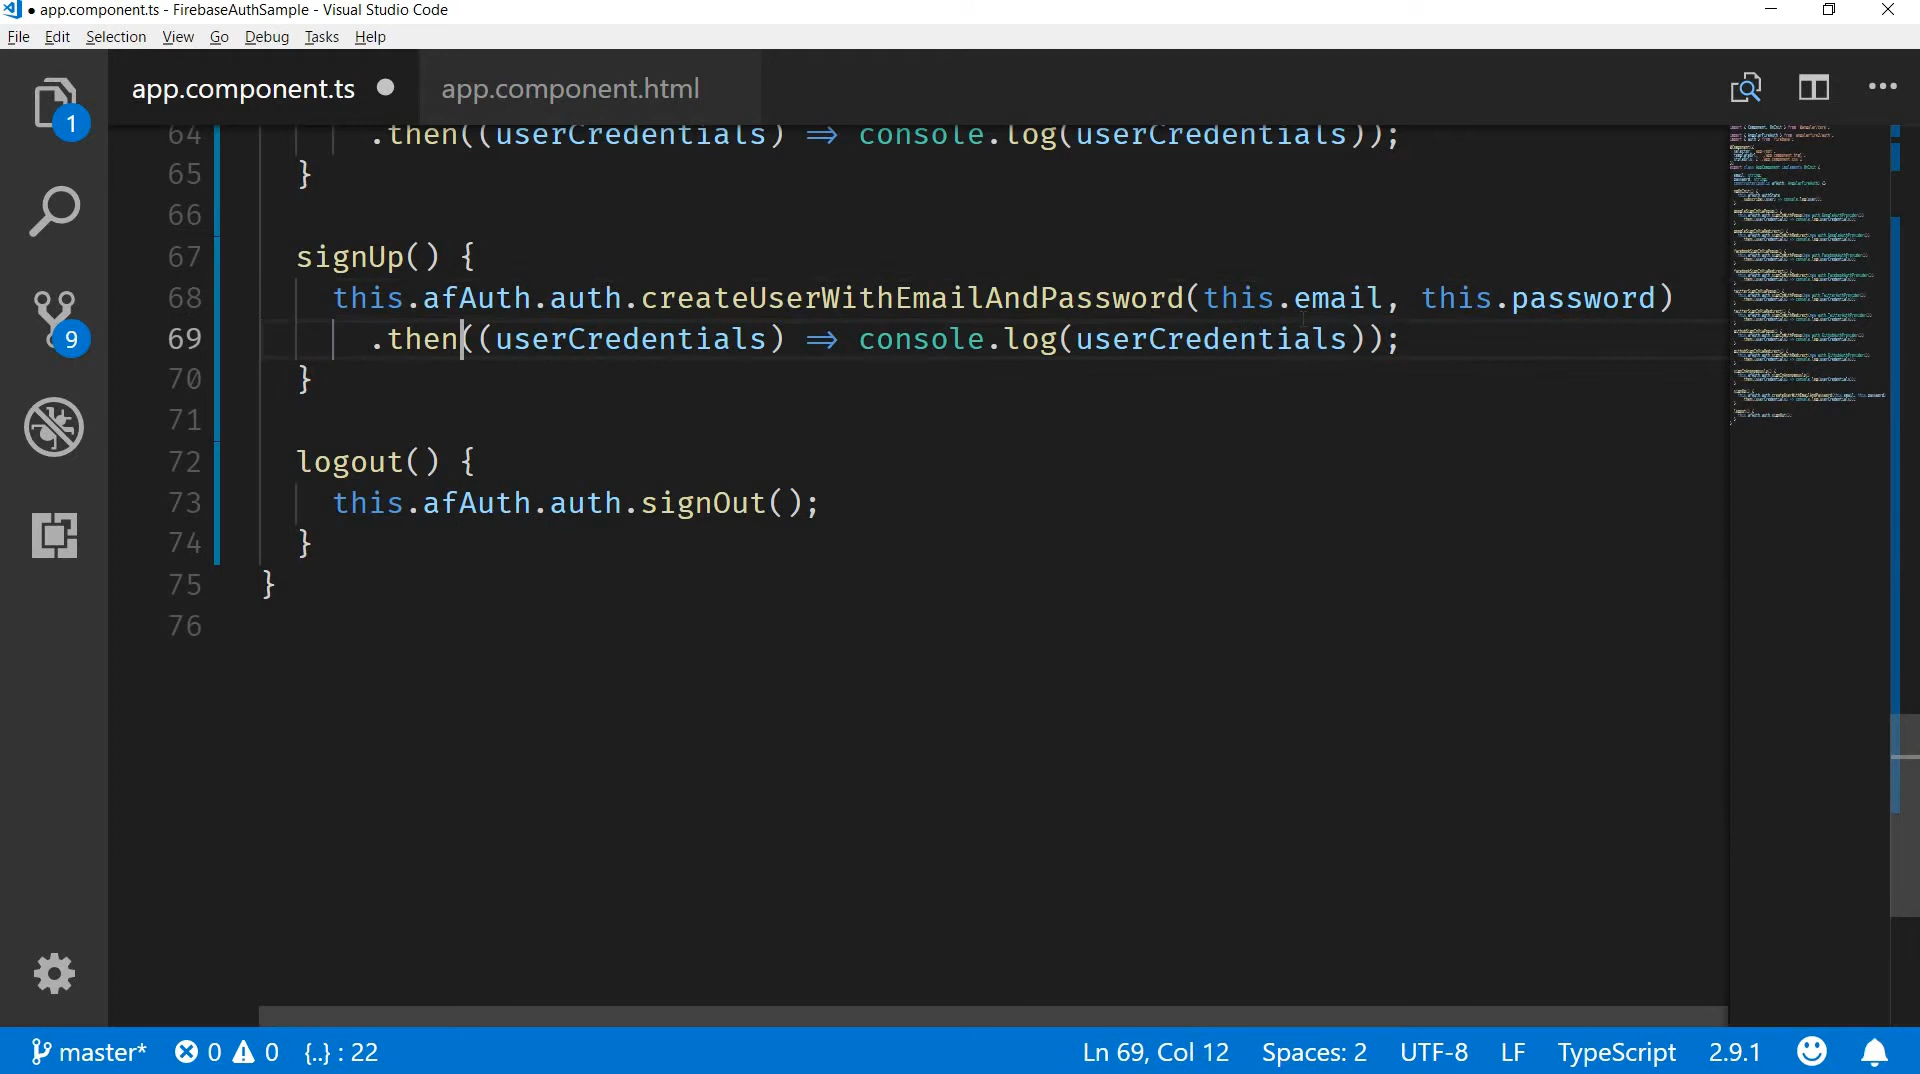 ● app.component.ts - FirebaseAuthSample - Visual Studio Code
File Edit Selection View Go Debug Tasks Help
app.component.ts ● app.component.html
64 .then((userCredentials) ⇒ console.log(userCredentials));
65 }
66
67 signUp() {
68 this.afAuth.auth.createUserWithEmailAndPassword(this.email, this.password)
69 .then((userCredentials) ⇒ console.log(userCredentials));
70 }
71
72 logout() {
73 this.afAuth.auth.signOut();
74 }
75 }
76
1
9
master* 0 0 {..} : 22 Ln 69, Col 12 Spaces: 2 UTF-8 LF TypeScript 2.9.1